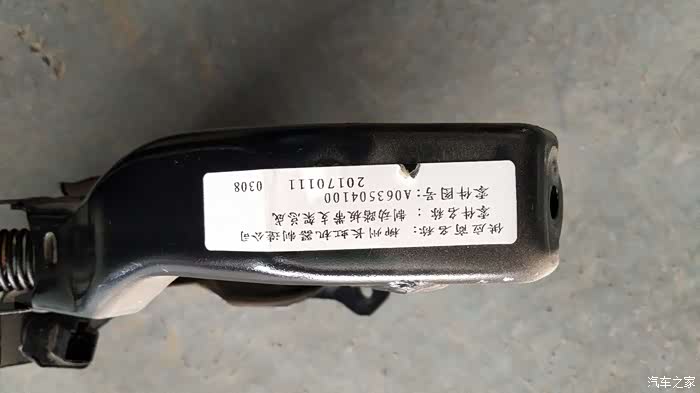 供应商名称：柳州长虹机器制造公司
零件名称：制动踏板带支架总成
零件图号：A063504100
20170111 0308
汽车之家